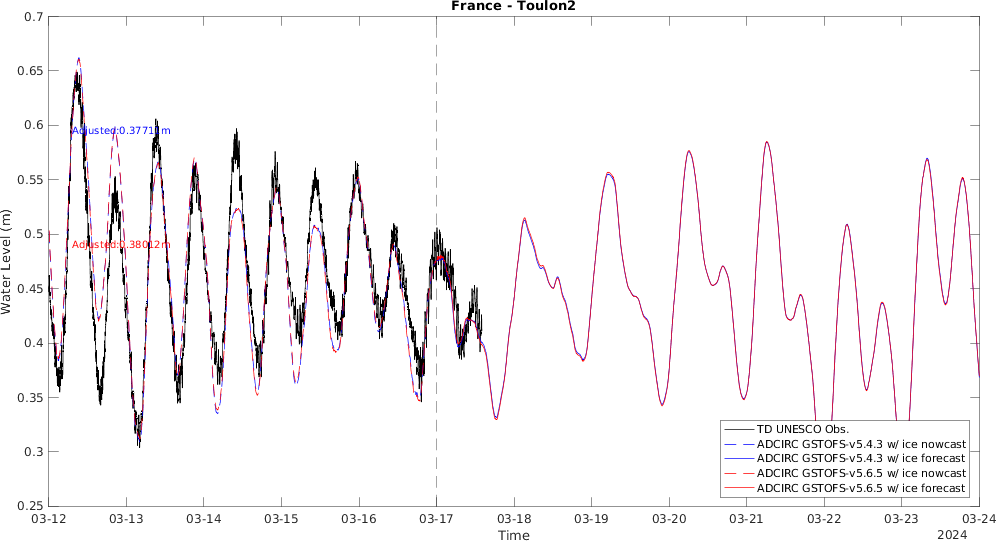 France - Toulon2
0.7
0.65
0.6
0.55
0.5
0.45
0.4
0.35
0.3
0.25
Water Level (m)
Adjusted:0.3771 m
Adjusted:0.38012m
TD UNESCO Obs.
ADCIRC GSTOFS-v5.4.3 w/ ice nowcast
ADCIRC GSTOFS-v5.4.3 w/ ice forecast
ADCIRC GSTOFS-v5.6.5 w/ ice nowcast
ADCIRC GSTOFS-v5.6.5 w/ ice forecast
03-12 03-13 03-14 03-15 03-16 03-17 03-18 03-19 03-20 03-21 03-22 03-23 03-24
Time
2024